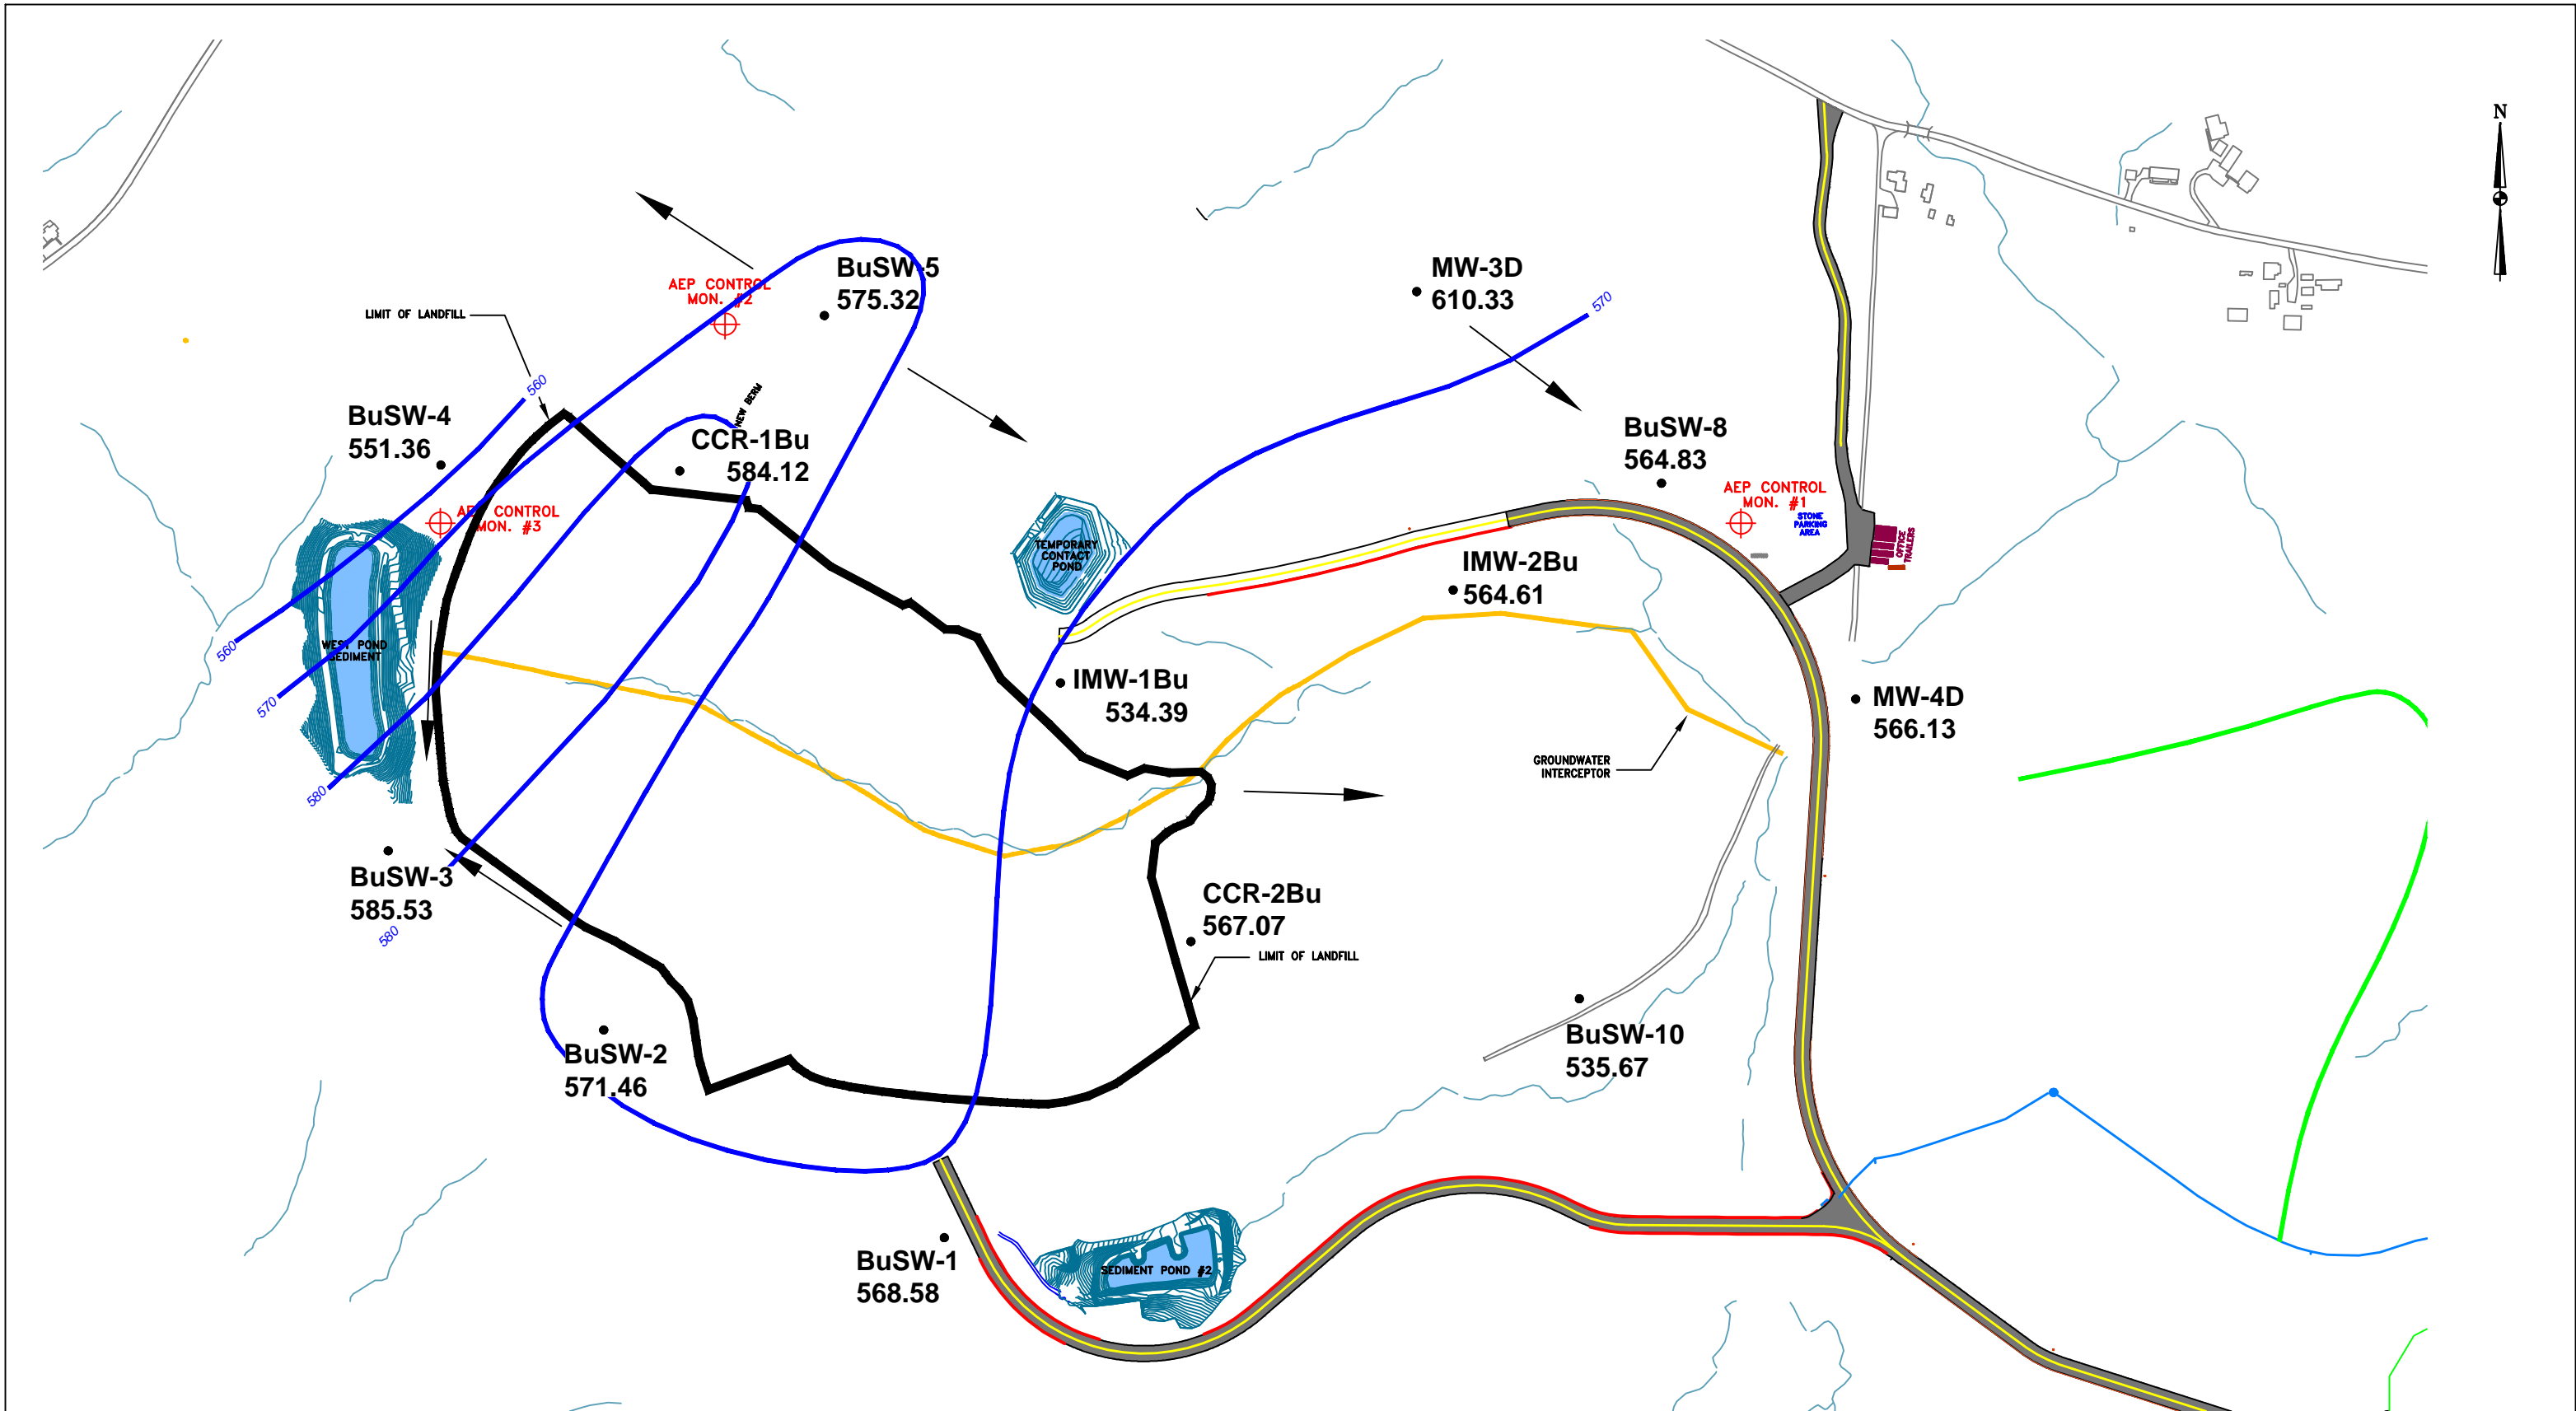 N
BuSW-5
575.32
MW-3D
610.33
AEP CONTROL
MON. #2
570
LIMIT OF LANDFILL
560
NEW BERM
BuSW-4
551.36
CCR-1Bu
584.12
BuSW-8
564.83
AEP CONTROL
MON. #1
STONE
PARKING
AREA
OFFICE
TRAILERS
AEP CONTROL
MON. #3
TEMPORARY
CONTACT
POND
IMW-2Bu
564.61
WEST POND
SEDIMENT
560
570
580
IMW-1Bu
534.39
MW-4D
566.13
GROUNDWATER
INTERCEPTOR
BuSW-3
585.53
580
CCR-2Bu
567.07
LIMIT OF LANDFILL
BuSW-2
571.46
BuSW-10
535.67
BuSW-1
568.58
SEDIMENT POND #2